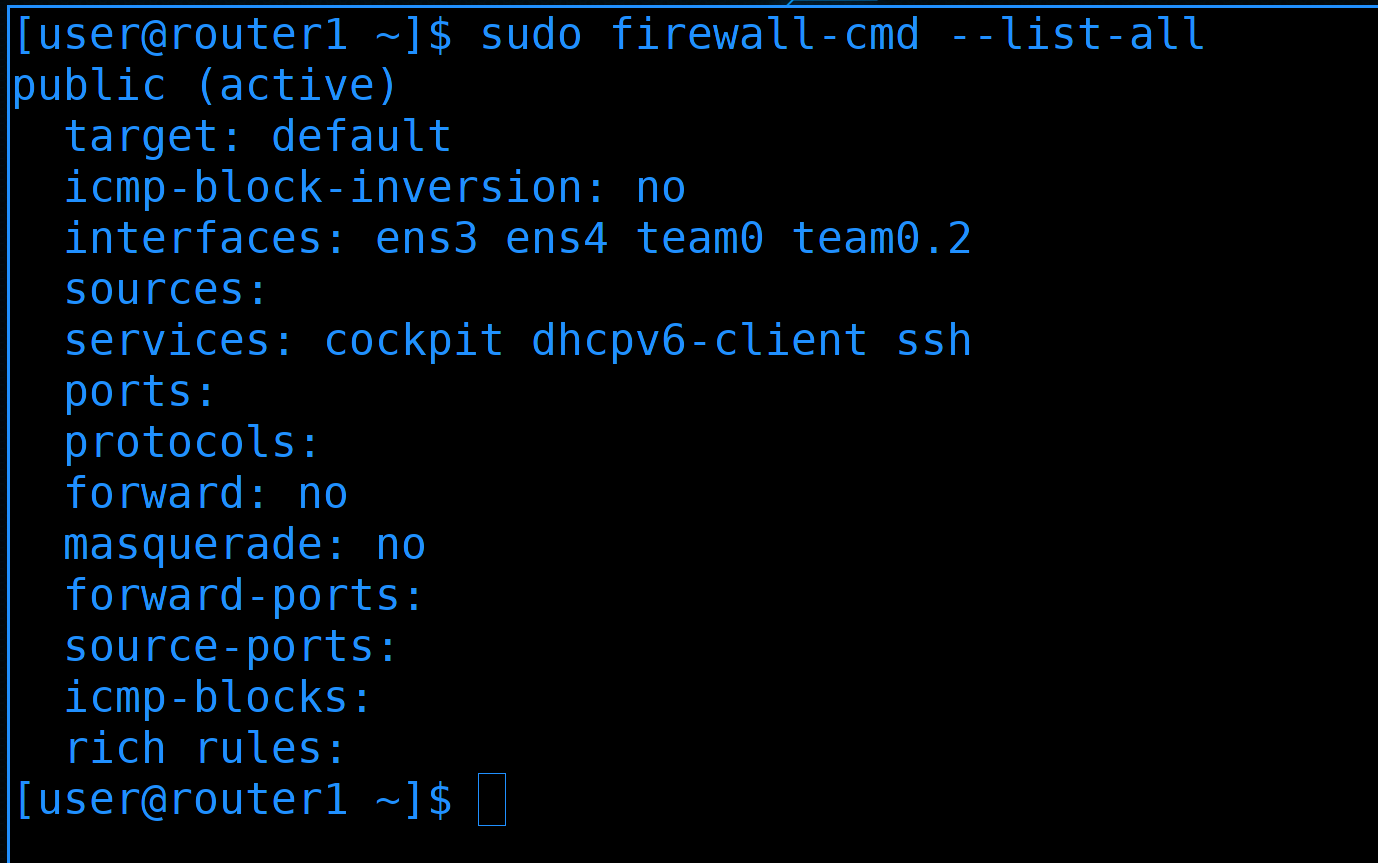 [user@router1 ~]$ sudo firewall-cmd --list-all
public (active)
  target: default
  icmp-block-inversion: no
  interfaces: ens3 ens4 team0 team0.2
  sources:
  services: cockpit dhcpv6-client ssh
  ports:
  protocols:
  forward: no
  masquerade: no
  forward-ports:
  source-ports:
  icmp-blocks:
  rich rules:
[user@router1 ~]$